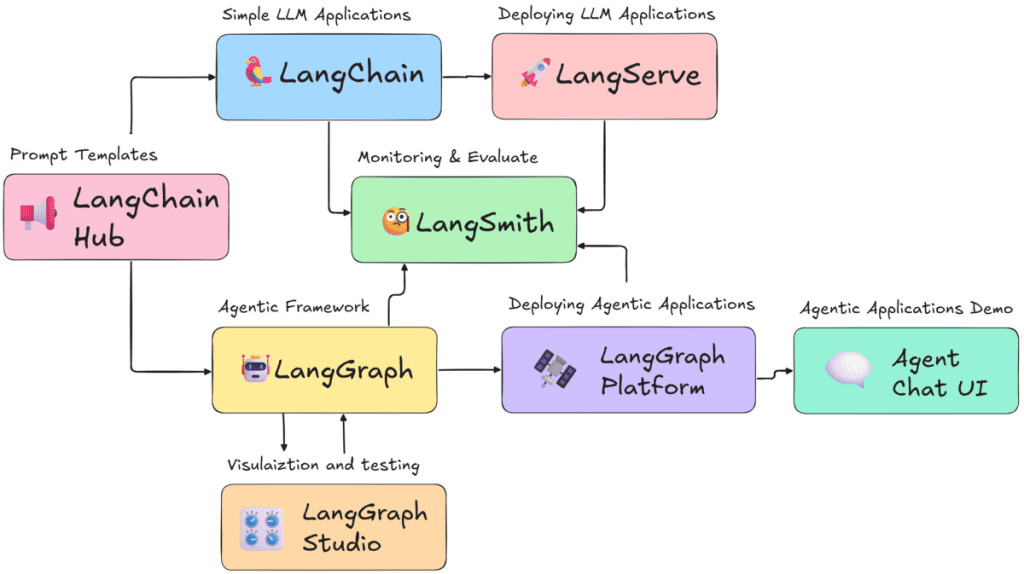 Simple LLM Applications
Deploying LLM Applications
LangChain
LangServe
Prompt Templates
Monitoring & Evaluate
LangChain
Hub
LangSmith
Agentic Framework
Deploying Agentic Applications
Agentic Applications Demo
LangGraph
LangGraph
Platform
Agent
Chat UI
Visulaiztion and testing
LangGraph
Studio